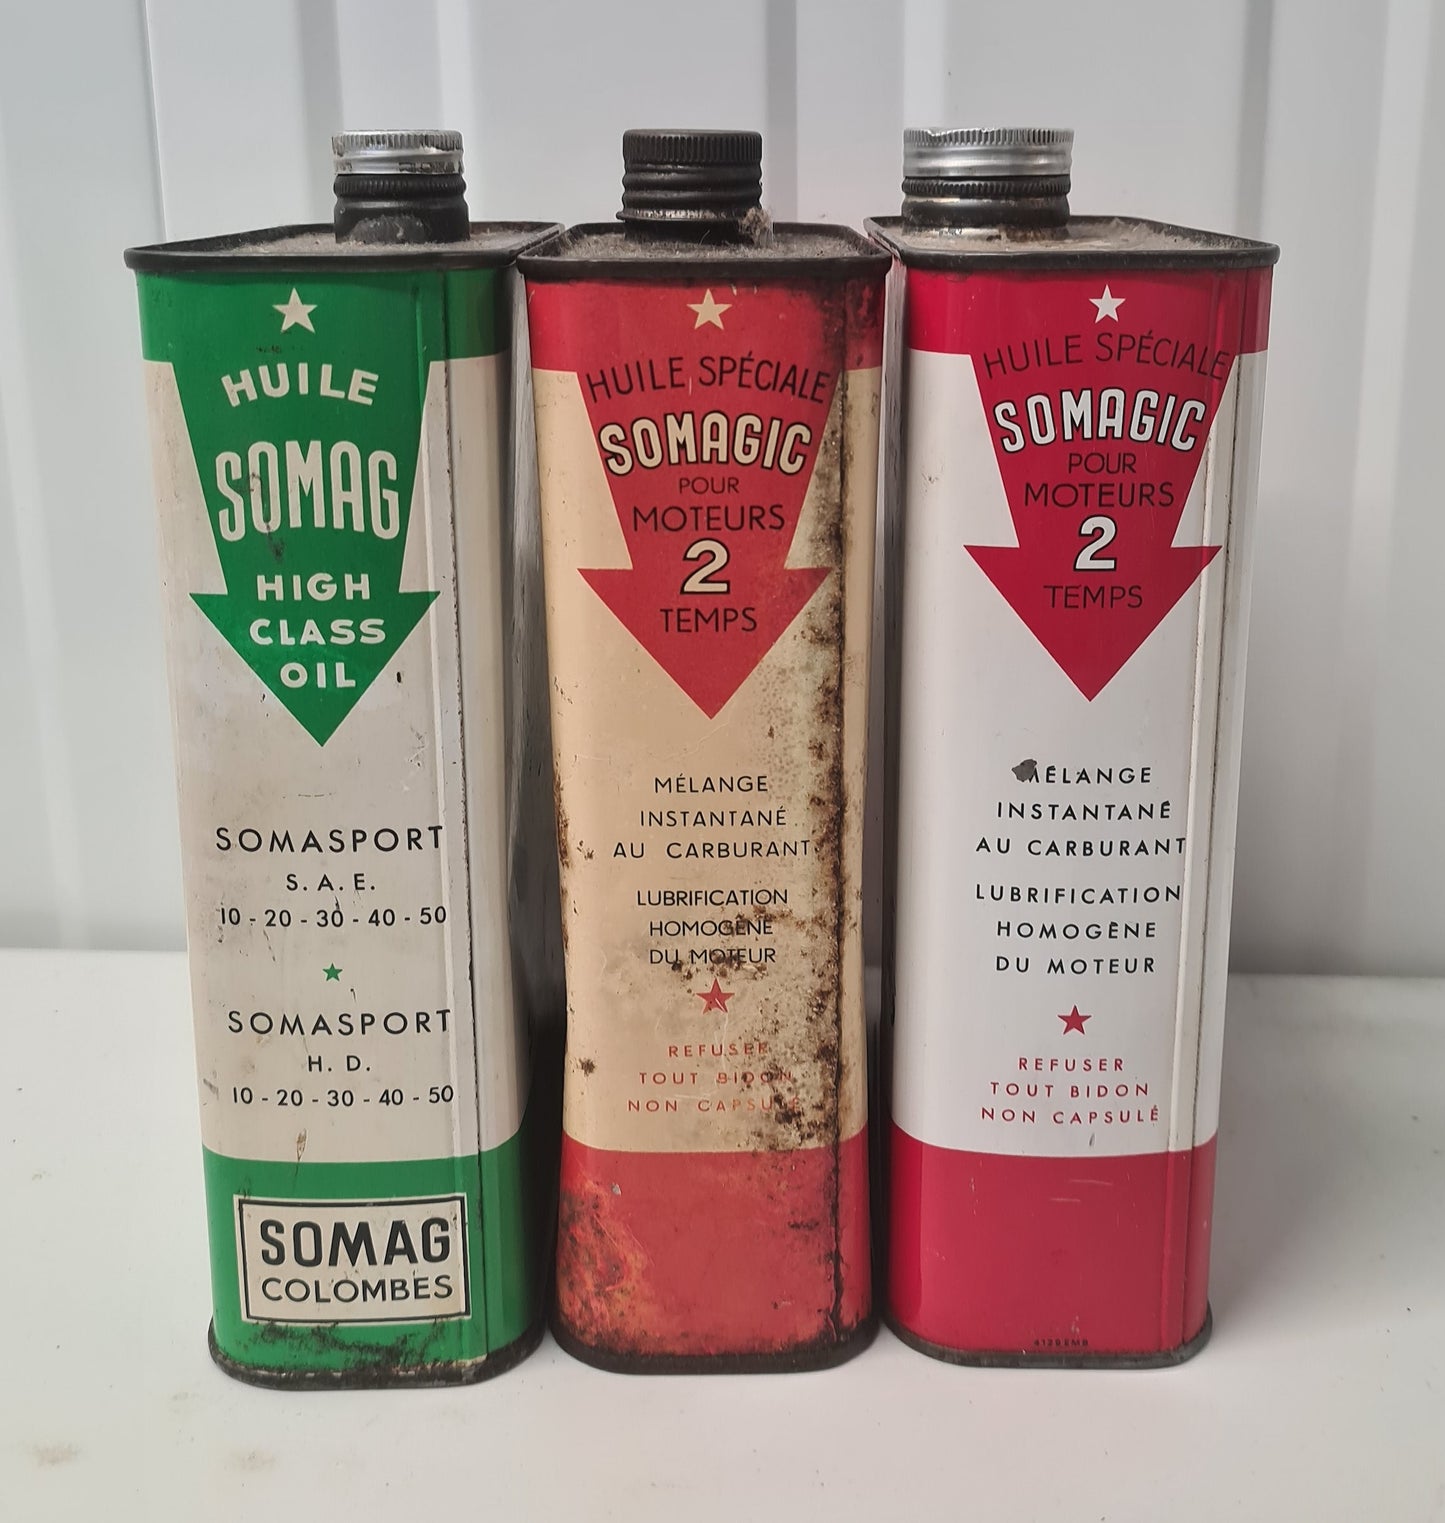 HUILE
SOMAG
HIGH
CLASS
OIL
SOMASPORT
S. A. E.
10 - 20 - 30 - 40 - 50
SOMASPORT
H. D.
10 - 20 - 30 - 40 - 50
SOMAG
COLOMBES
HUILE SPÉCIALE
SOMAGIC
POUR
MOTEURS
2
TEMPS
MÉLANGE
INSTANTANÉ
AU CARBURANT
LUBRIFICATION
HOMOGÈNE
DU MOTEUR
REFUSER
TOUT BIDON
NON CAPSULÉ
HUILE SPÉCIALE
SOMAGIC
POUR
MOTEURS
2
TEMPS
MÉLANGE
INSTANTANÉ
AU CARBURANT
LUBRIFICATION
HOMOGÈNE
DU MOTEUR
REFUSER
TOUT BIDON
NON CAPSULÉ